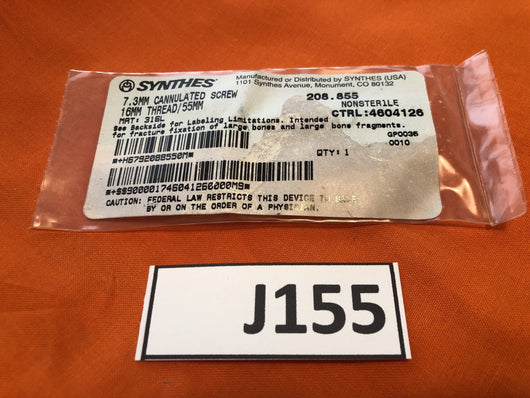 SYNTHES®
Manufactured or Distributed by SYNTHES (USA)
1101 Synthes Avenue, Monument, CO 80132
7.3MM CANNULATED SCREW
16MM THREAD/55MM
208.855
NONSTERILE
MAT: 316L
CTRL:4604126
See Backside for Labeling Limitations. Intended
for fracture fixation of large bones and large bone fragments.
GP0035
0010
*+H6792088550M*
QTY: 1
*+$$900001746041260000M9*
CAUTION: FEDERAL LAW RESTRICTS THIS DEVICE TO SALE
BY OR ON THE ORDER OF A PHYSICIAN.
J155